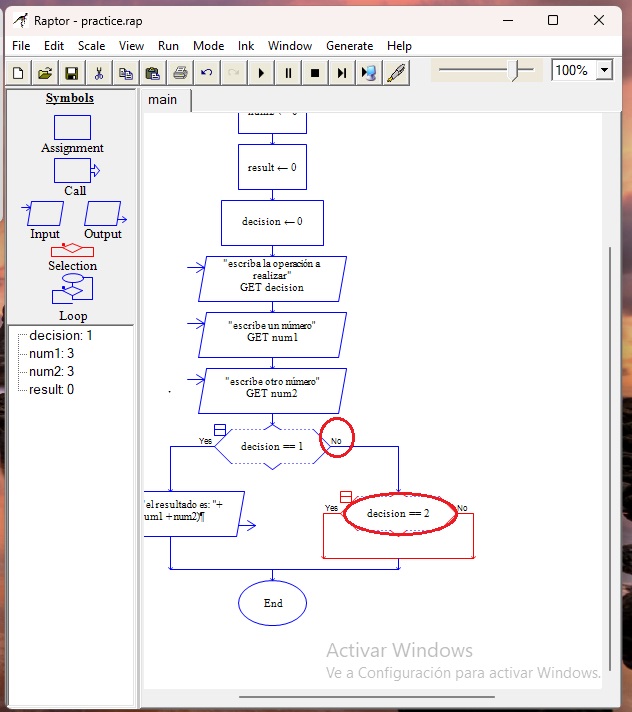 Raptor - practice.rap
File Edit Scale View Run Mode Ink Window Generate Help
100%
Symbols
Assignment
Call
Input Output
Selection
Loop
decision: 1
num1: 3
num2: 3
result: 0
main
result ← 0
decision ← 0
"escriba la operación a
realizar"
GET decision
"escribe un número"
GET num1
"escribe otro número"
GET num2
Yes decision == 1 No
el resultado es: "+
um1 +num2)¶
Yes decision == 2 No
End
Activar Windows
Ve a Configuración para activar Windows.